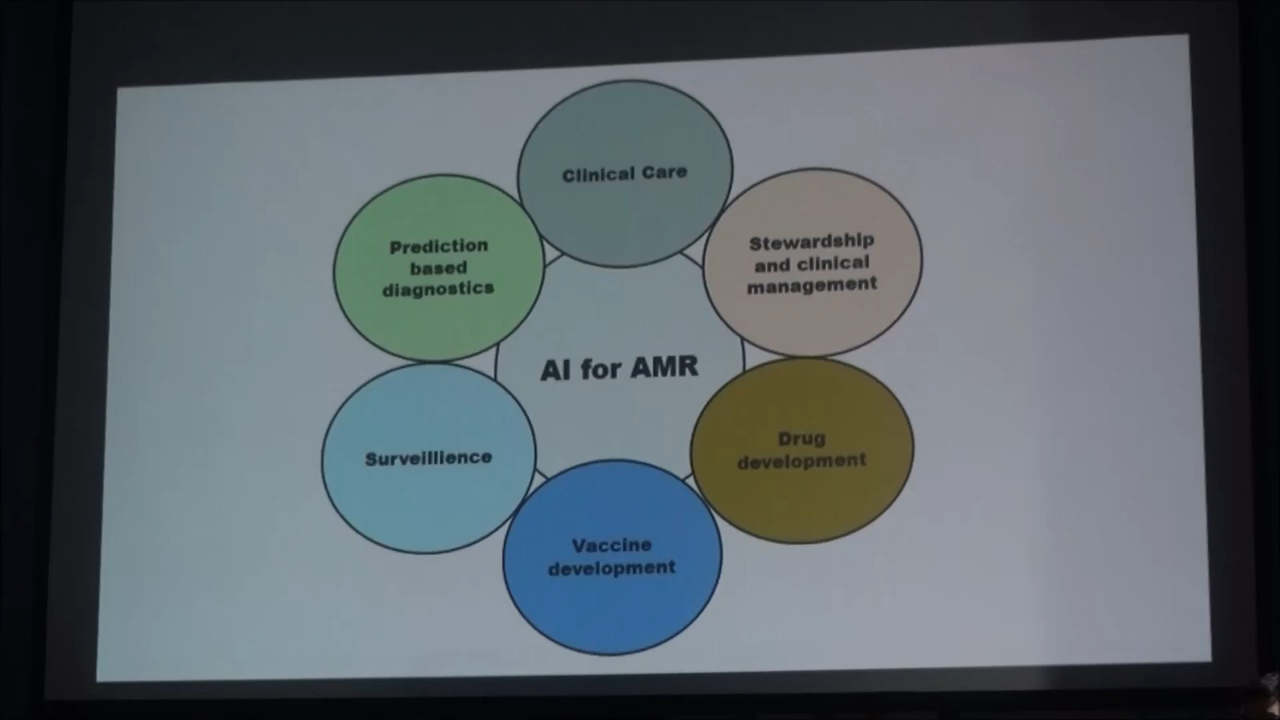 Clinical Care
Stewardship
and clinical
management
Drug
development
Vaccine
development
Surveillience
Prediction
based
diagnostics
AI for AMR